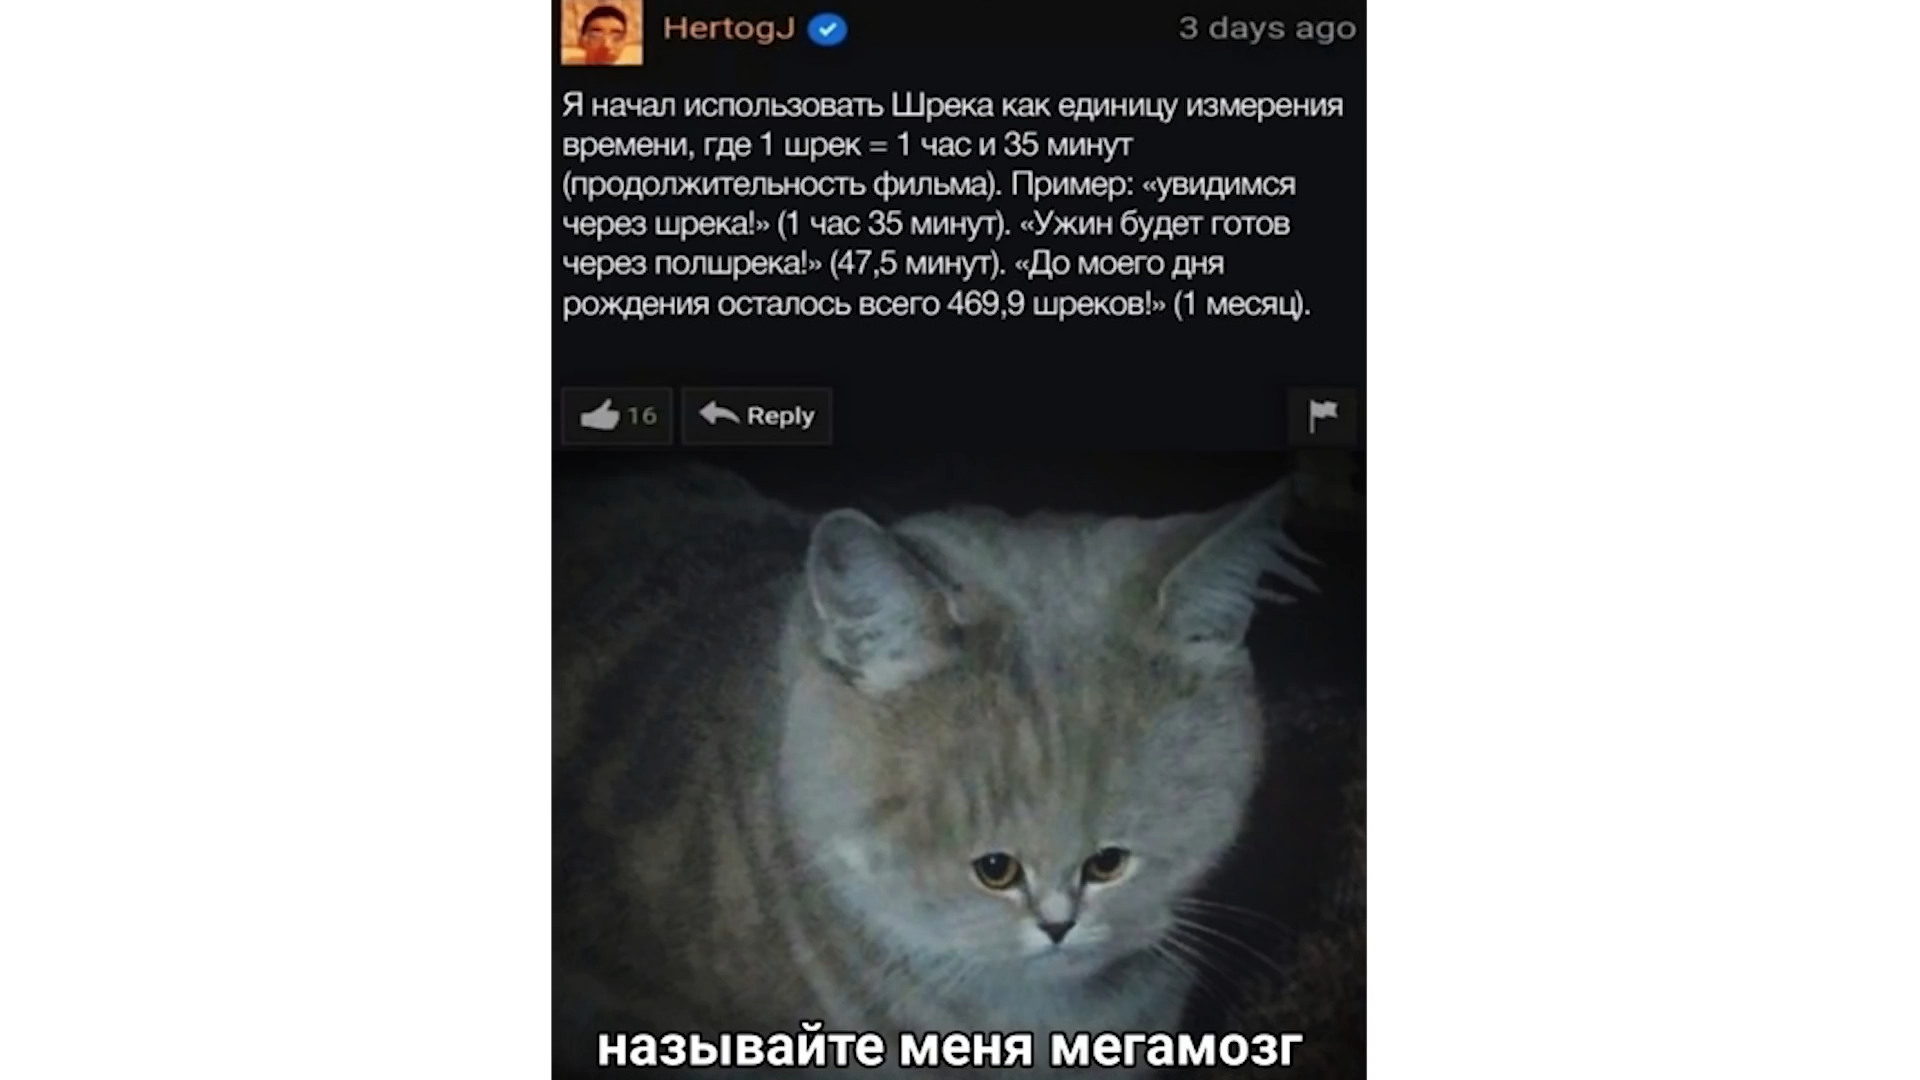 HertogJ
3 days ago
Я начал использовать Шрека как единицу измерения
времени, где 1 шрек = 1 час и 35 минут
(продолжительность фильма). Пример: «увидимся
через шрека!» (1 час 35 минут). «Ужин будет готов
через полшрека!» (47,5 минут). «До моего дня
рождения осталось всего 469,9 шреков!» (1 месяц).
16
Reply
называйте меня мегамозг